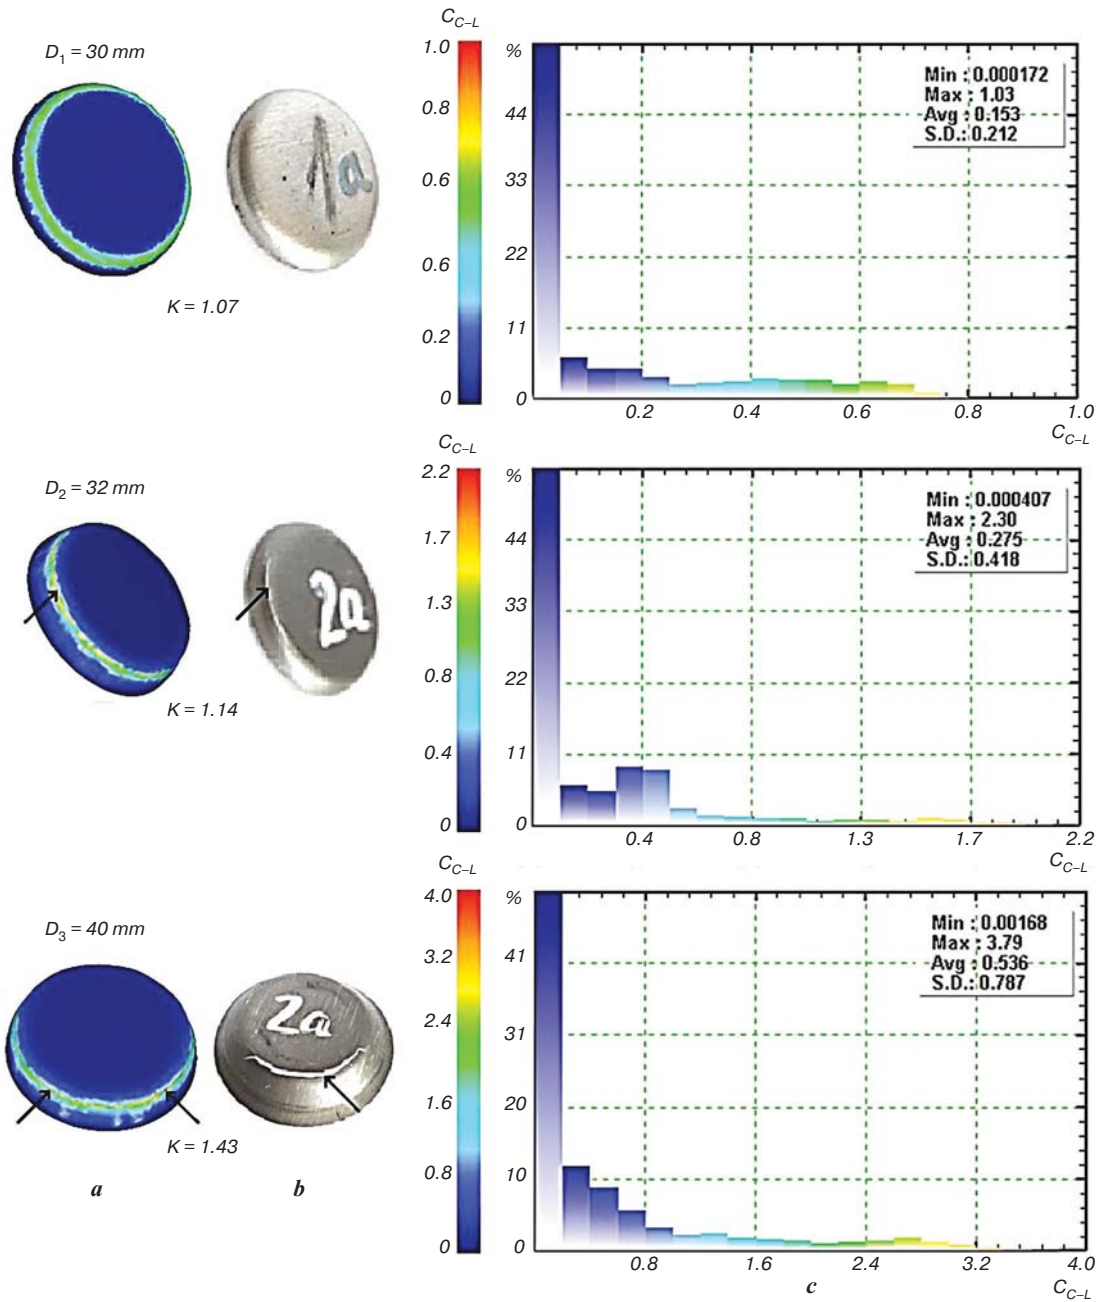 D1 = 30 mm
K = 1.07
1a
CC–L
1.0
0.8
0.6
0.6
0.2
0
%
44
33
22
11
0
Min : 0.000172
Max : 1.03
Avg : 0.153
S.D.: 0.212
0.2 0.4 0.6 0.8 1.0
CC–L
D2 = 32 mm
2a
K = 1.14
CC–L
2.2
1.7
1.3
0.8
0.4
0
%
44
33
22
11
0
Min : 0.000407
Max : 2.30
Avg : 0.275
S.D.: 0.418
0.4 0.8 1.3 1.7 2.2
CC–L
D3 = 40 mm
2a
K = 1.43
a b
CC–L
4.0
3.2
2.4
1.6
0.8
0
%
41
31
20
10
0
Min : 0.00168
Max : 3.79
Avg : 0.536
S.D.: 0.787
0.8 1.6 2.4 3.2 4.0
c
CC–L